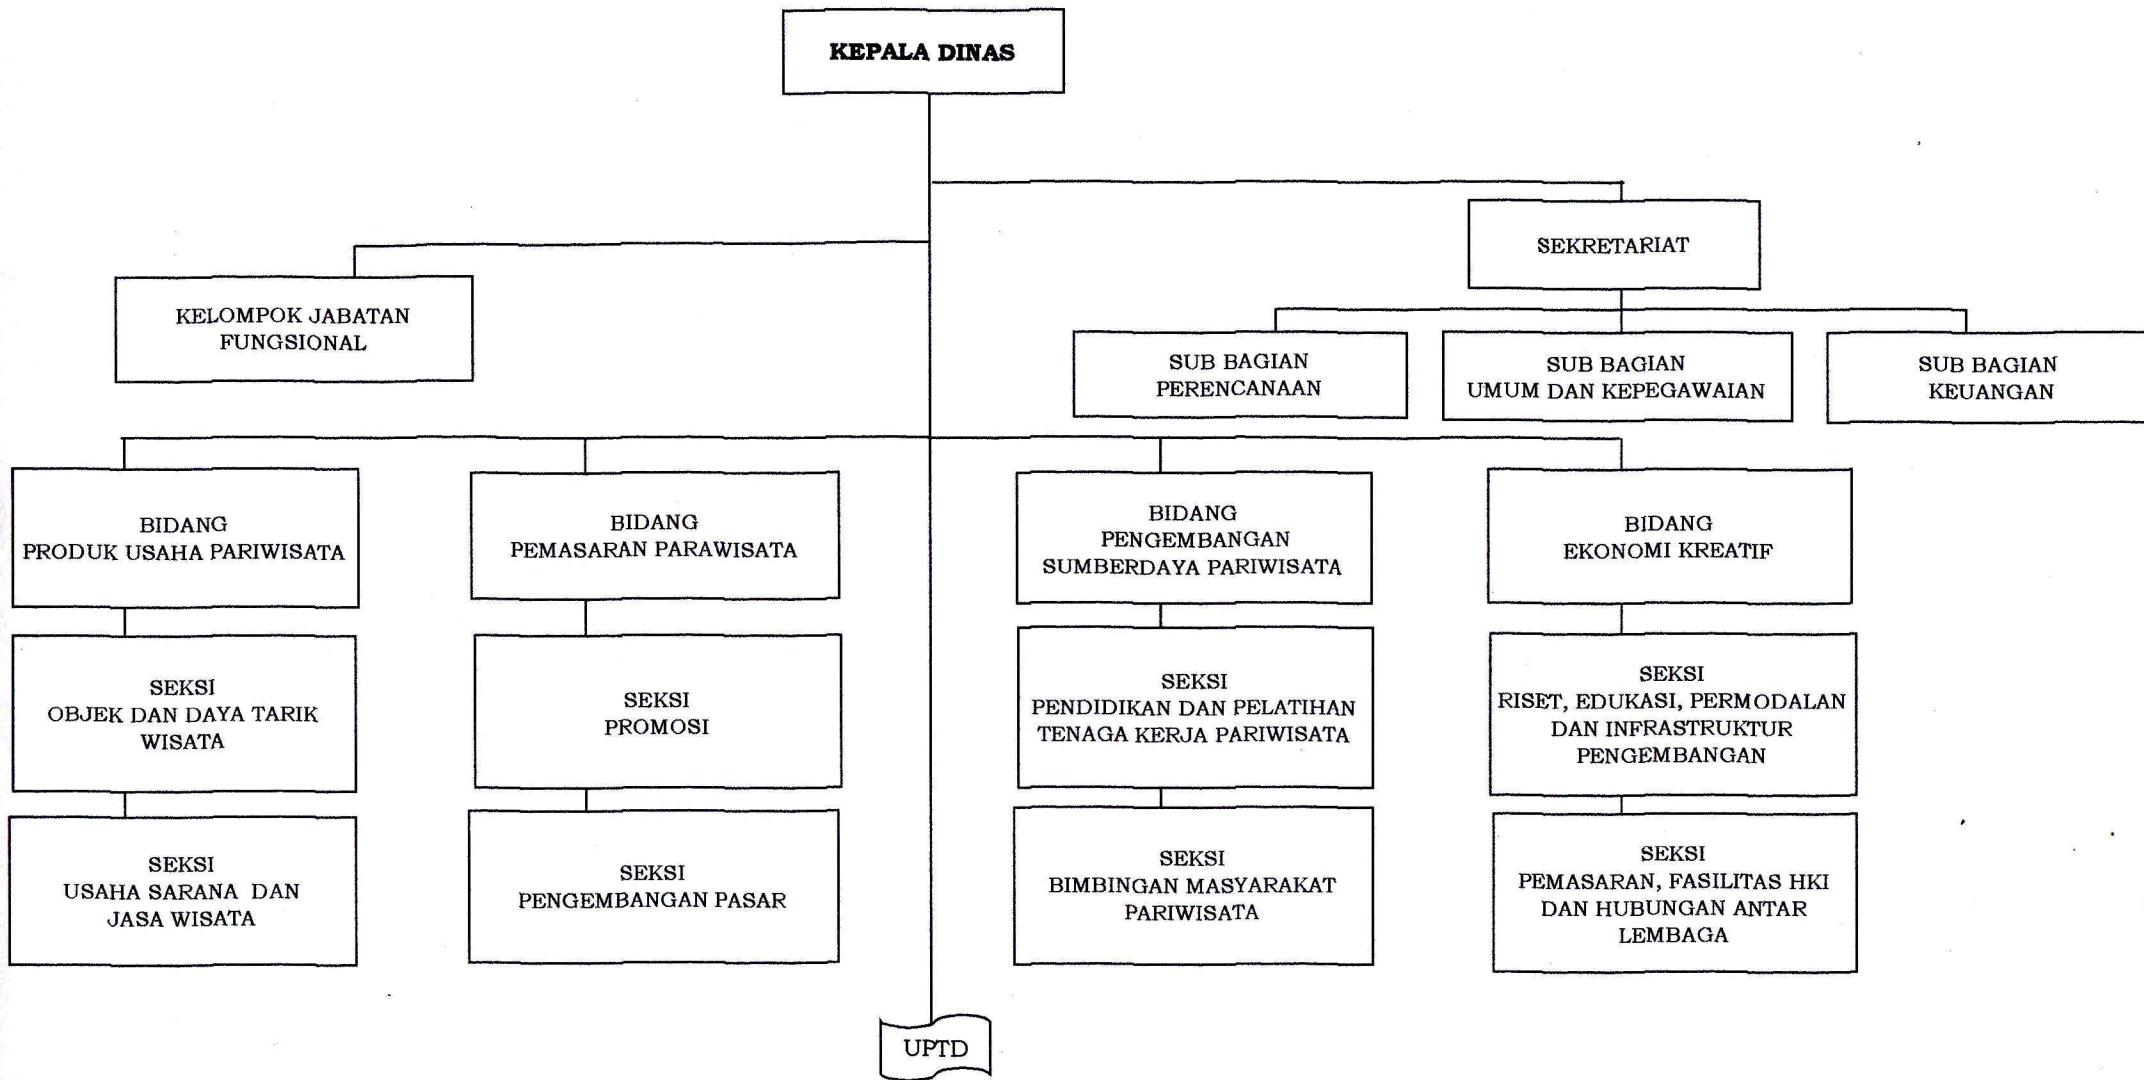 KEPALA DINAS
SEKRETARIAT
KELOMPOK JABATAN
FUNGSIONAL
SUB BAGIAN
PERENCANAAN
SUB BAGIAN
UMUM DAN KEPEGAWAIAN
SUB BAGIAN
KEUANGAN
BIDANG
PRODUK USAHA PARIWISATA
BIDANG
PEMASARAN PARAWISATA
BIDANG
PENGEMBANGAN
SUMBERDAYA PARIWISATA
BIDANG
EKONOMI KREATIF
SEKSI
OBJEK DAN DAYA TARIK
WISATA
SEKSI
PROMOSI
SEKSI
PENDIDIKAN DAN PELATIHAN
TENAGA KERJA PARIWISATA
SEKSI
RISET, EDUKASI, PERMODALAN
DAN INFRASTRUKTUR
PENGEMBANGAN
SEKSI
USAHA SARANA DAN
JASA WISATA
SEKSI
PENGEMBANGAN PASAR
SEKSI
BIMBINGAN MASYARAKAT
PARIWISATA
SEKSI
PEMASARAN, FASILITAS HKI
DAN HUBUNGAN ANTAR
LEMBAGA
UPTD